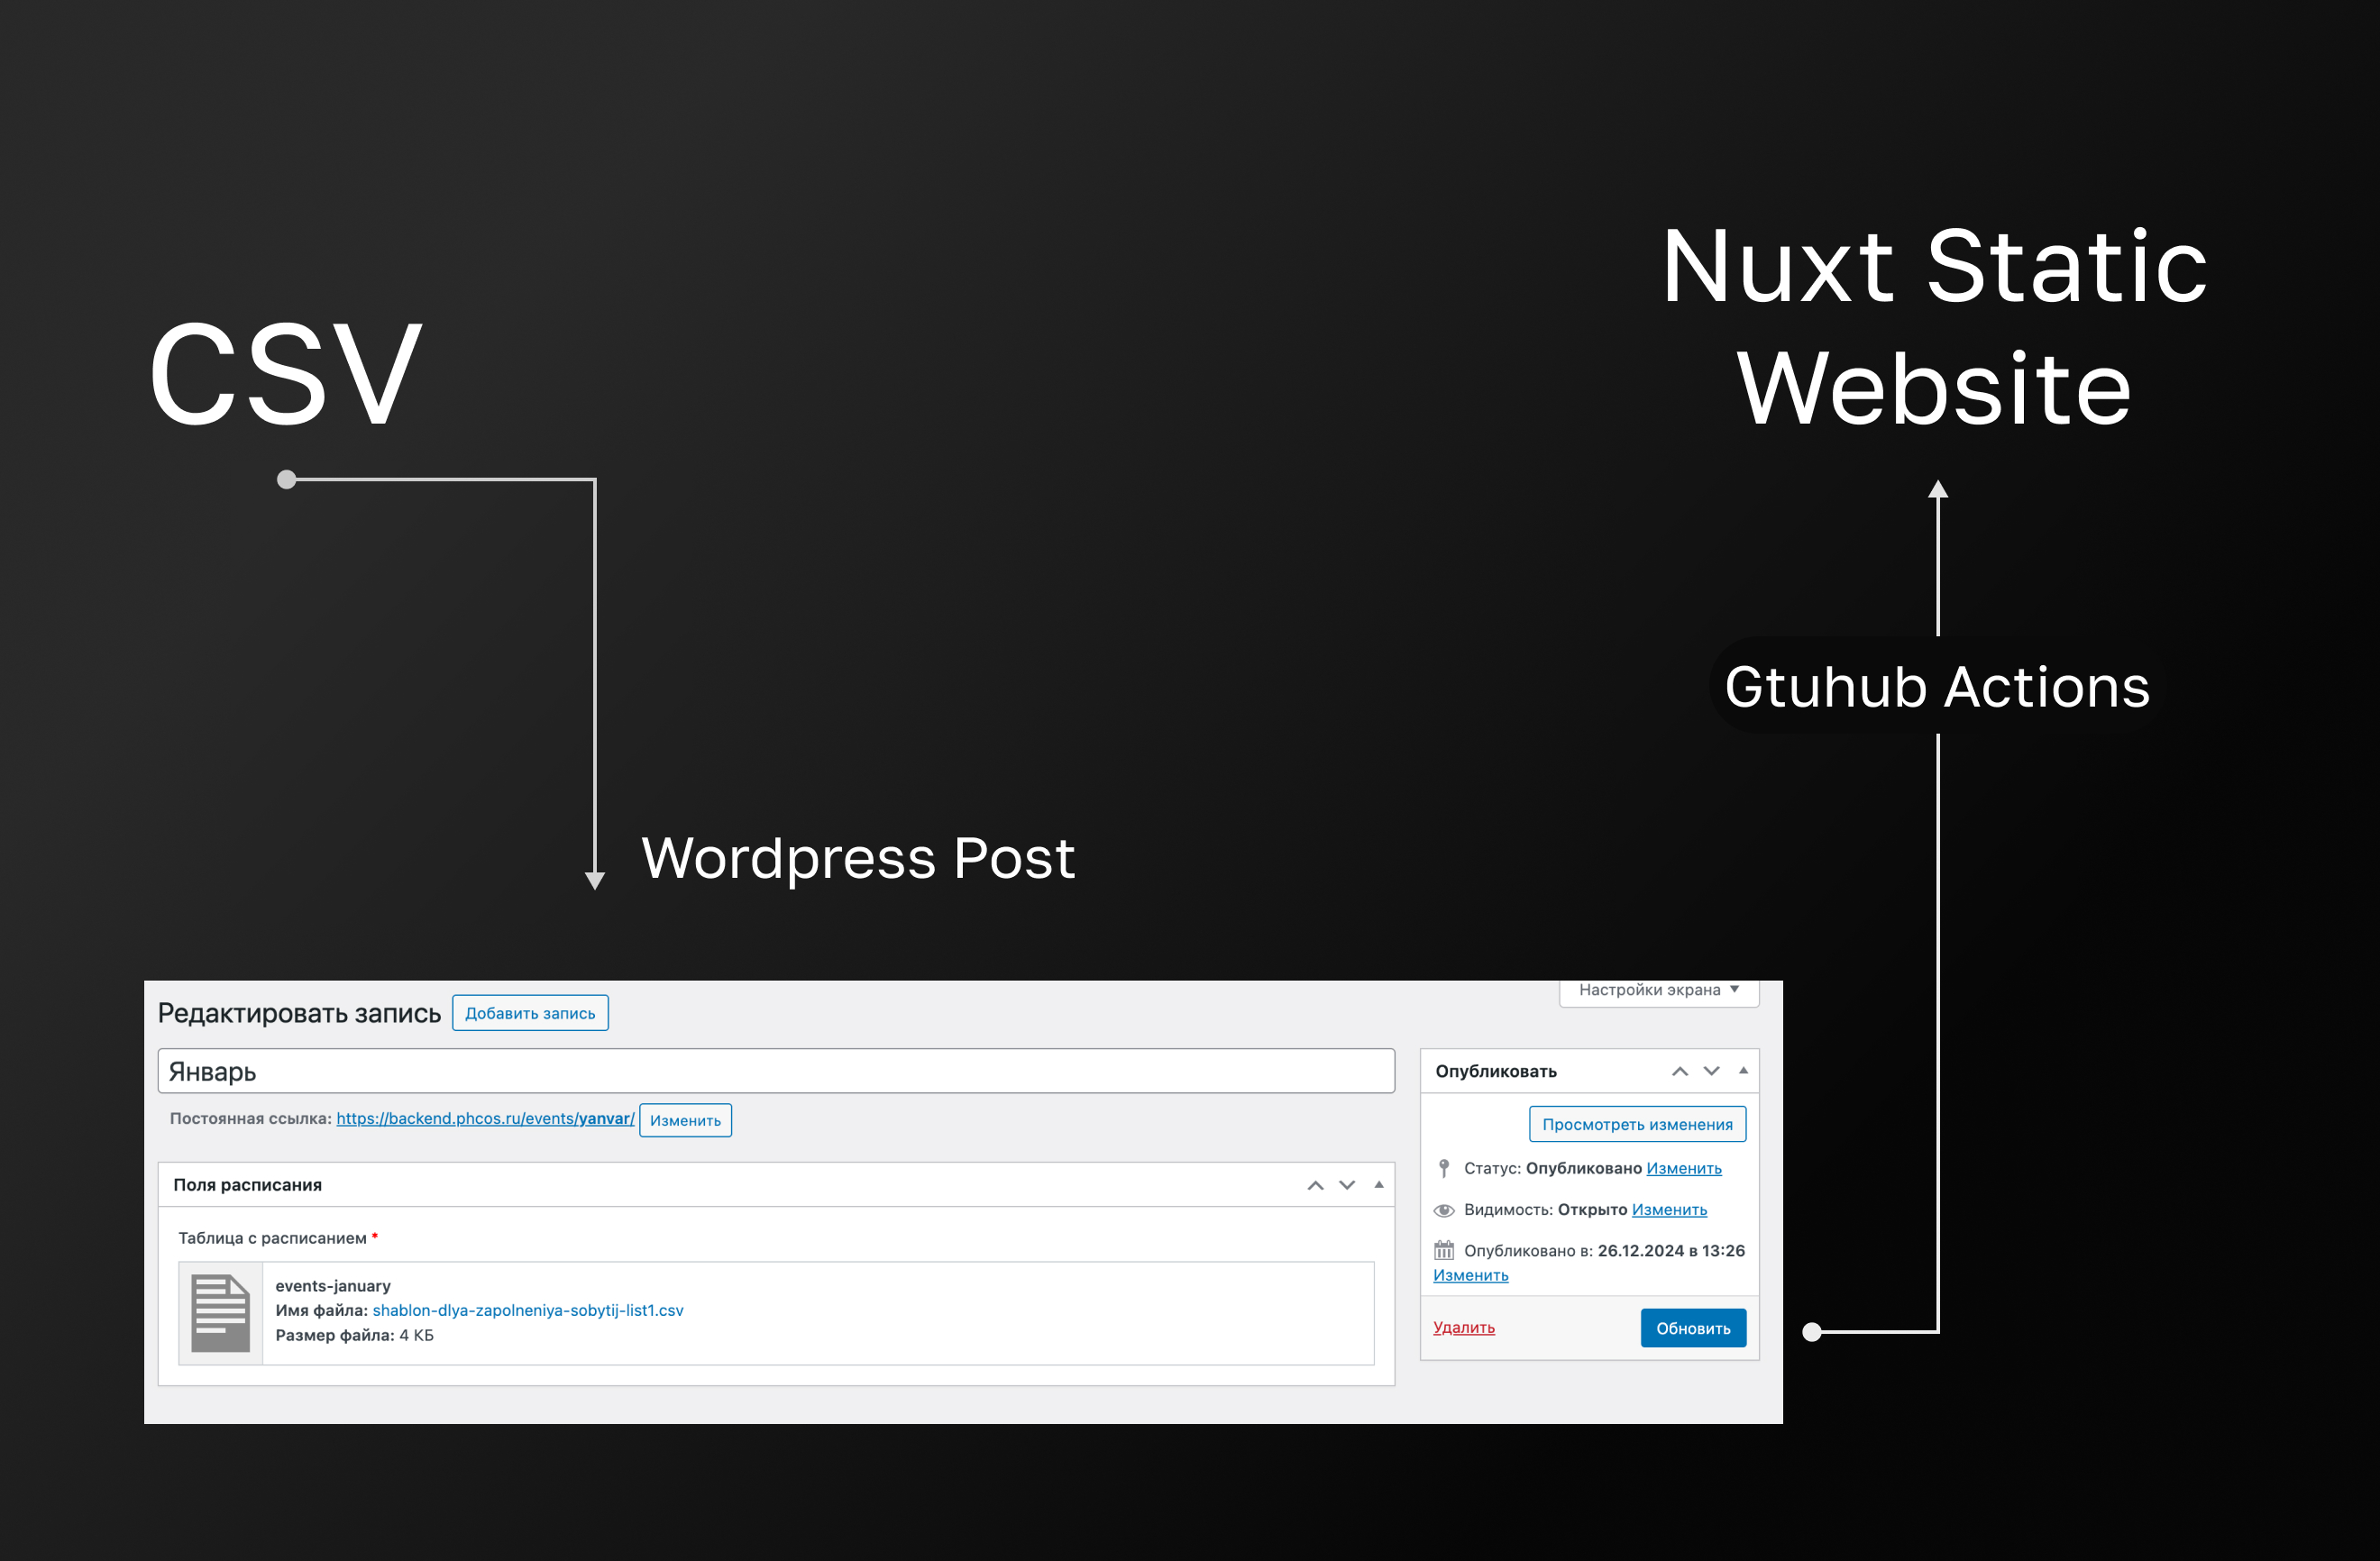 CSV
Nuxt Static
Website
Gtuhub Actions
Wordpress Post
Настройки экрана
Редактировать запись Добавить запись
Январь
Постоянная ссылка: https://backend.phcos.ru/events/yanvar/ Изменить
Поля расписания
Таблица с расписанием *
events-january
Имя файла: shablon-dlya-zapolneniya-sobytij-list1.csv
Размер файла: 4 КБ
Опубликовать
Просмотреть изменения
Статус: Опубликовано Изменить
Видимость: Открыто Изменить
Опубликовано в: 26.12.2024 в 13:26
Изменить
Удалить Обновить